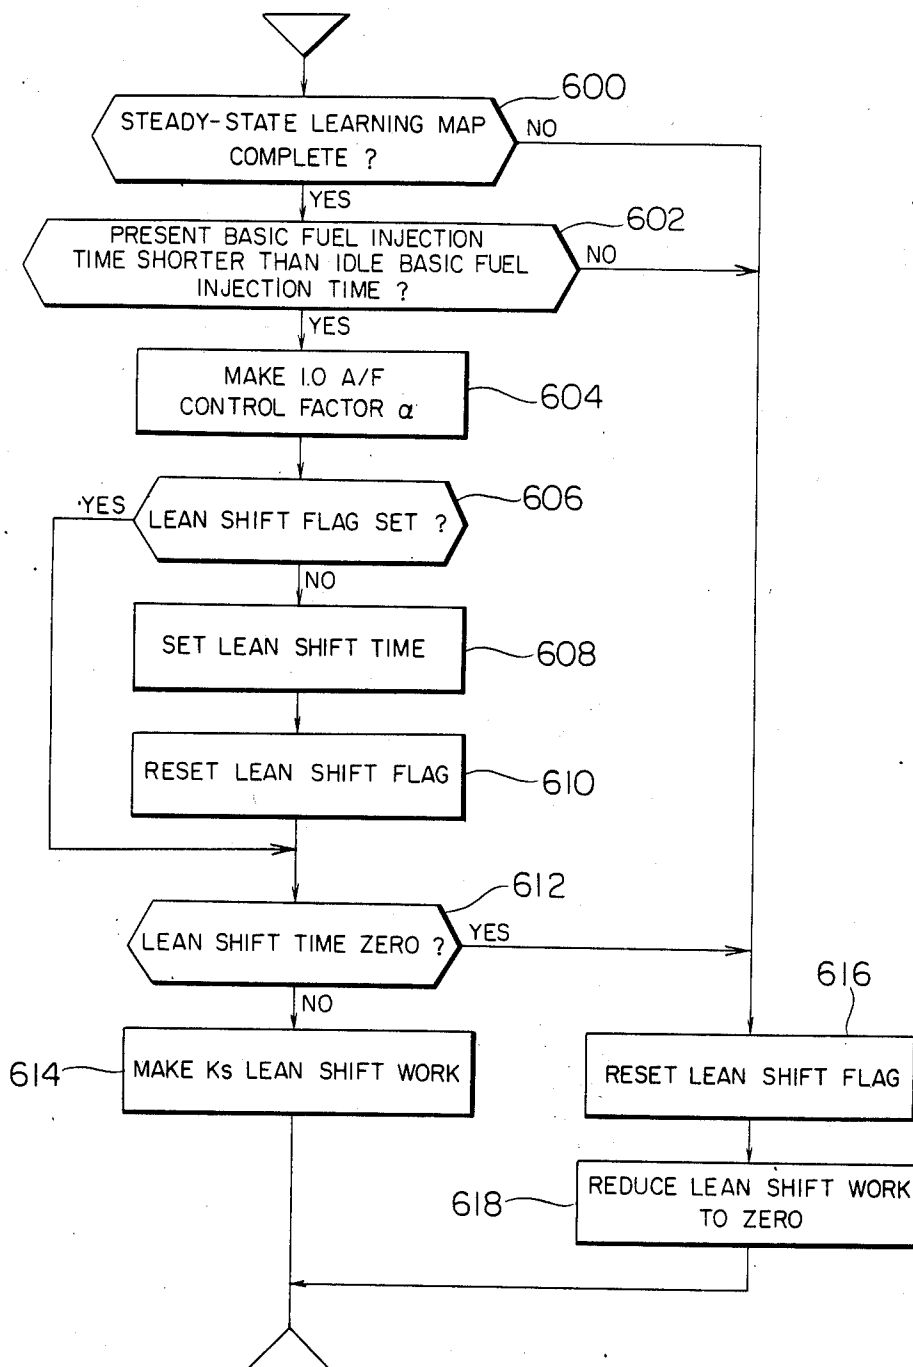 600
STEADY-STATE LEARNING MAP
COMPLETE ?
NO
YES
602
PRESENT BASIC FUEL INJECTION
TIME SHORTER THAN IDLE BASIC FUEL
INJECTION TIME ?
NO
YES
MAKE 1.0 A/F
CONTROL FACTOR α
604
606
YES
LEAN SHIFT FLAG SET ?
NO
SET LEAN SHIFT TIME
608
RESET LEAN SHIFT FLAG
610
612
LEAN SHIFT TIME ZERO ?
YES
NO
616
614
MAKE Ks LEAN SHIFT WORK
RESET LEAN SHIFT FLAG
618
REDUCE LEAN SHIFT WORK
TO ZERO